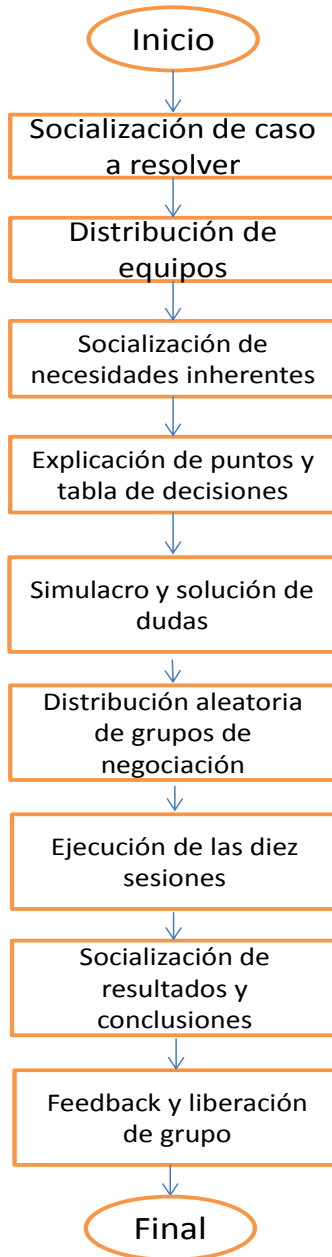 Inicio
Socialización de caso
a resolver
Distribución de
equipos
Socialización de
necesidades inherentes
Explicación de puntos y
tabla de decisiones
Simulacro y solución de
dudas
Distribución aleatoria
de grupos de
negociación
Ejecución de las diez
sesiones
Socialización de
resultados y
conclusiones
Feedback y liberación
de grupo
Final